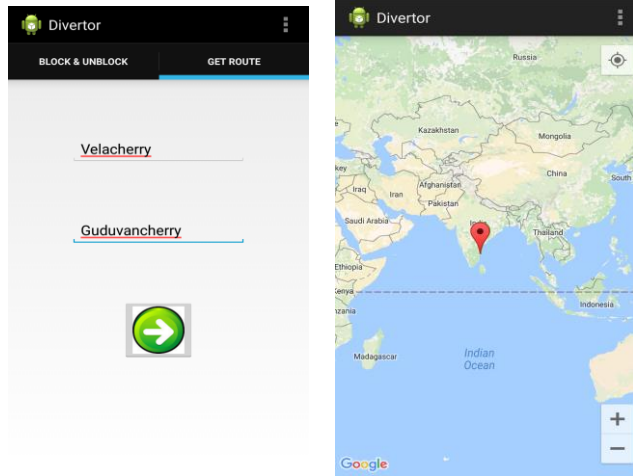 Divertor
BLOCK & UNBLOCK GET ROUTE
Velacherry
Guduvancherry
Divertor
Russia
Kazakhstan
Mongolia
China
South
Afghanistan
Iraq
Iran
Pakistan
Saudi Arabia
Thailand
Ethiopia
Kenya
Indonesia
Madagascar
Indian
Ocean
+
−
Google